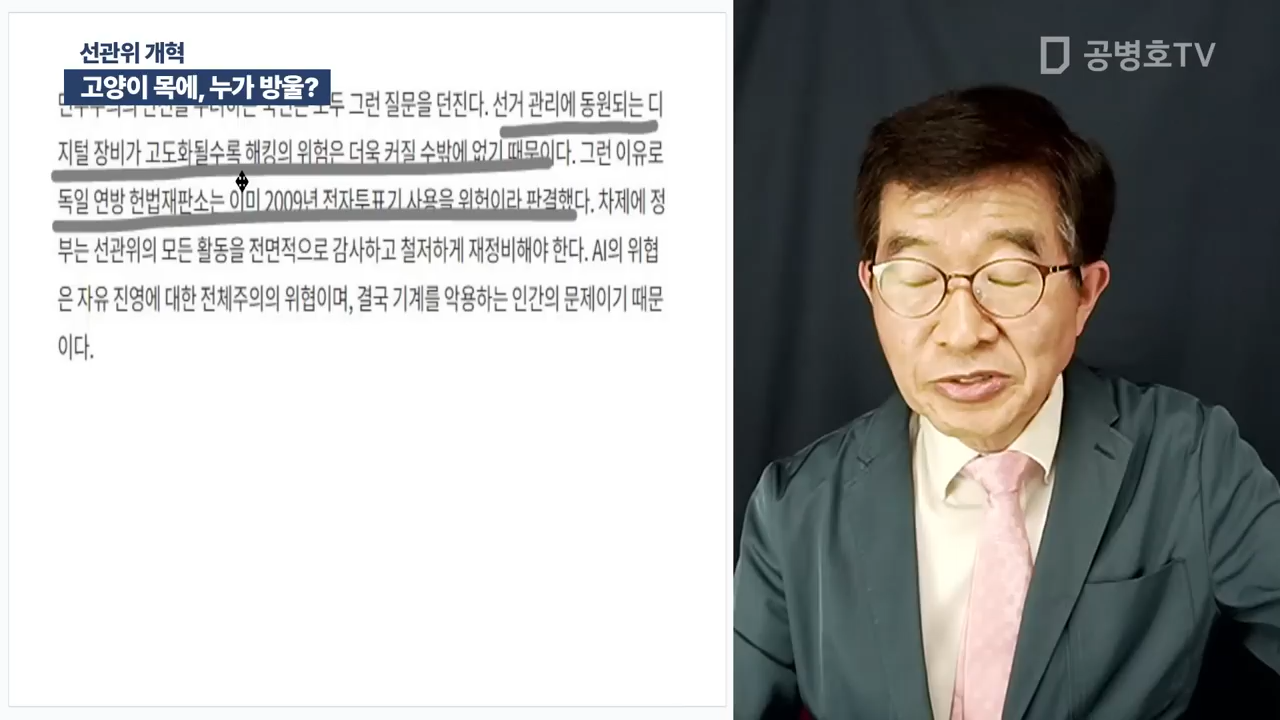 선관위 개혁
고양이 목에, 누가 방울?
공병호TV
그런 질문을 던진다. 선거 관리에 동원되는 디
지털 장비가 고도화될수록 해킹의 위험은 더욱 커질 수밖에 없기 때문이다. 그런 이유로
독일 연방 헌법재판소는 이미 2009년 전자투표기 사용을 위헌이라 판결했다. 차제에 정
부는 선관위의 모든 활동을 전면적으로 감사하고 철저하게 재정비해야 한다. AI의 위협
은 자유 진영에 대한 전체주의의 위협이며, 결국 기계를 악용하는 인간의 문제이기 때문
이다.